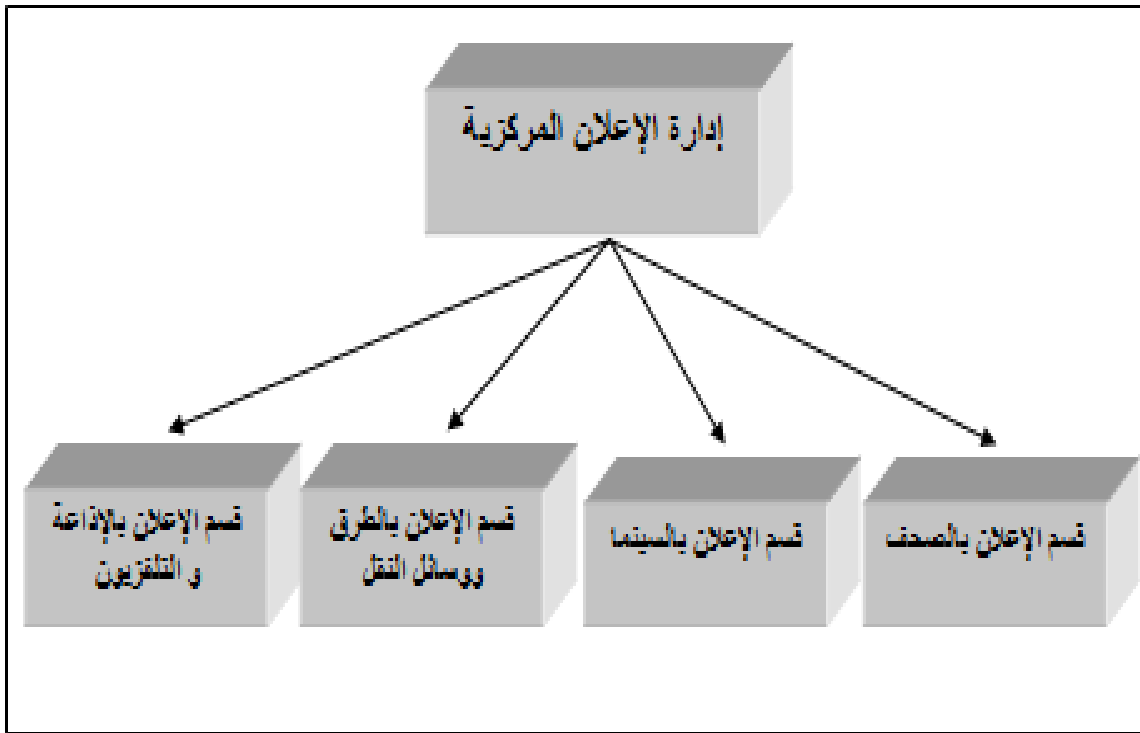 إدارة الإعلان المركزية
قسم الإعلان بالصحف
قسم الإعلان بالسينما
قسم الإعلان بالطرق
ووسائل النقل
قسم الإعلان بالإذاعة
و التلفزيون